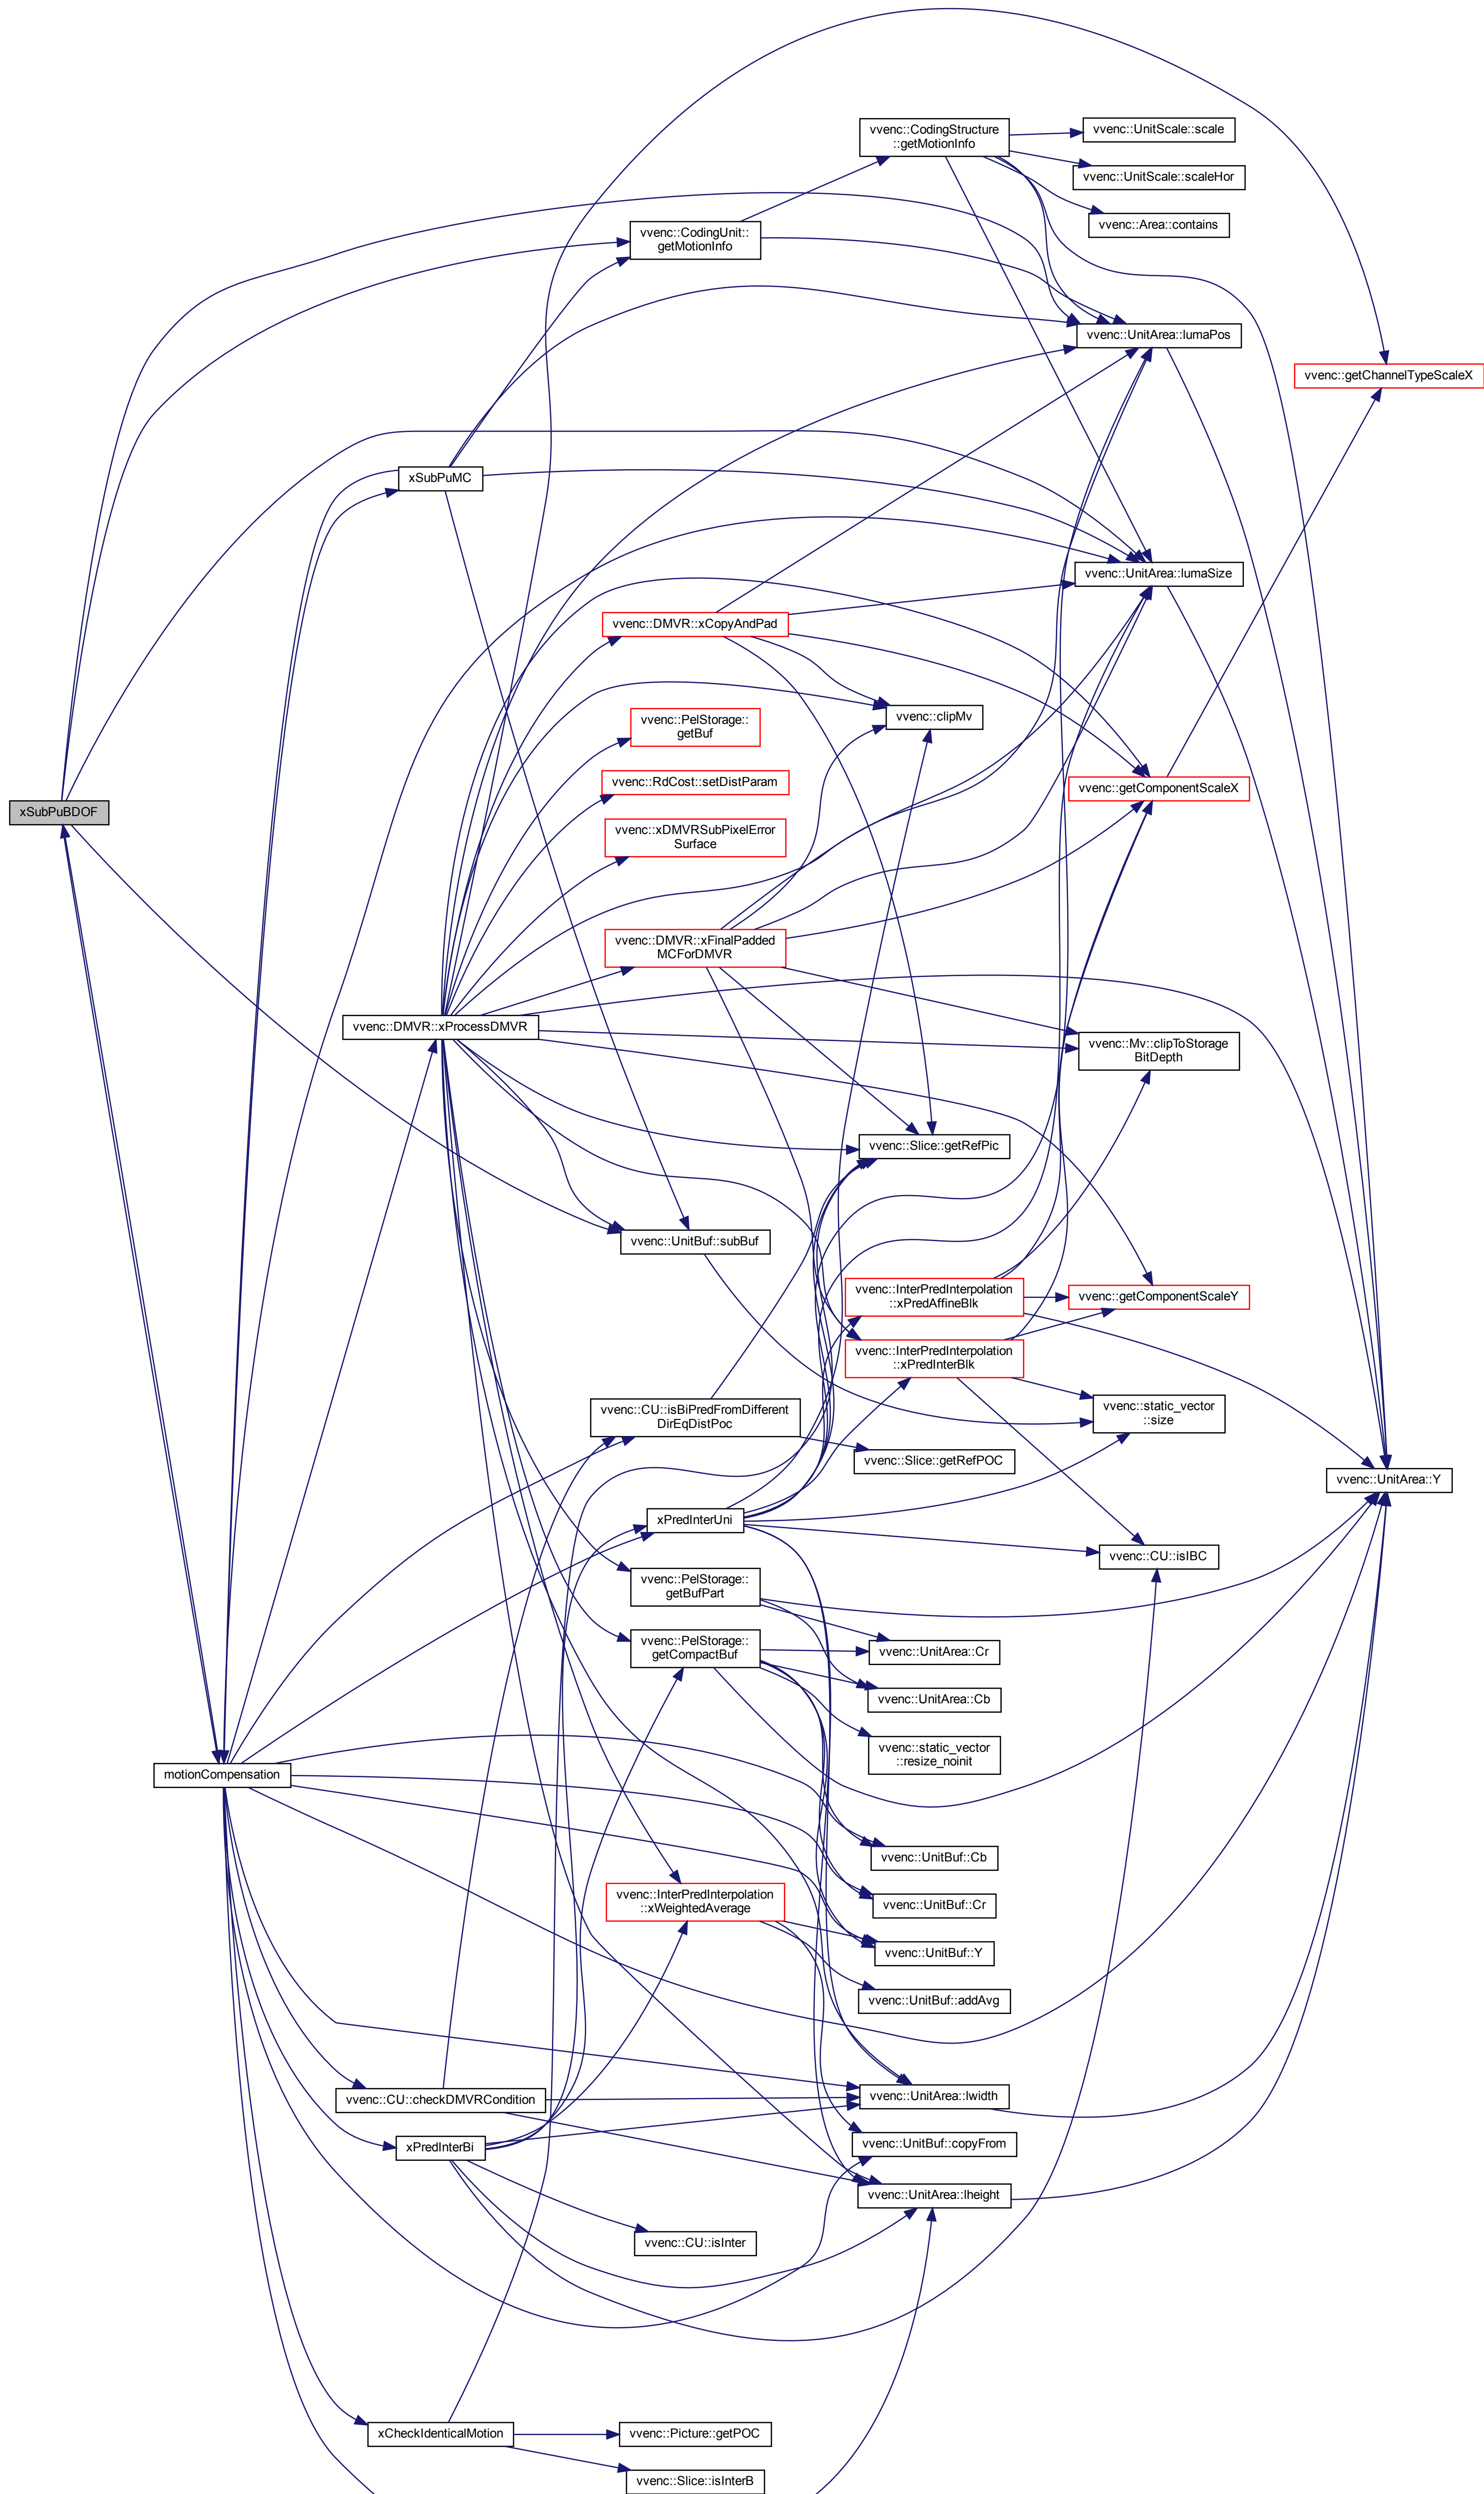 vvenc::CodingStructure
::getMotionInfo
vvenc::UnitScale::scale
vvenc::UnitScale::scaleHor
vvenc::Area::contains
vvenc::CodingUnit::
getMotionInfo
vvenc::UnitArea::lumaPos
vvenc::getChannelTypeScaleX
xSubPuMC
vvenc::UnitArea::lumaSize
vvenc::DMVR::xCopyAndPad
vvenc::clipMv
vvenc::PelStorage::
getBuf
vvenc::RdCost::setDistParam
vvenc::getComponentScaleX
xSubPuBDOF
vvenc::xDMVRSubPixelError
Surface
vvenc::DMVR::xFinalPadded
MCForDMVR
vvenc::DMVR::xProcessDMVR
vvenc::Mv::clipToStorage
BitDepth
vvenc::Slice::getRefPic
vvenc::UnitBuf::subBuf
vvenc::InterPredInterpolation
::xPredAffineBlk
vvenc::getComponentScaleY
vvenc::InterPredInterpolation
::xPredInterBlk
vvenc::CU::isBiPredFromDifferent
DirEqDistPoc
vvenc::static_vector
::size
vvenc::Slice::getRefPOC
vvenc::UnitArea::Y
xPredInterUni
vvenc::CU::isIBC
vvenc::PelStorage::
getBufPart
vvenc::PelStorage::
getCompactBuf
vvenc::UnitArea::Cr
vvenc::UnitArea::Cb
vvenc::static_vector
::resize_noinit
motionCompensation
vvenc::UnitBuf::Cb
vvenc::InterPredInterpolation
::xWeightedAverage
vvenc::UnitBuf::Cr
vvenc::UnitBuf::Y
vvenc::UnitBuf::addAvg
vvenc::CU::checkDMVRCondition
vvenc::UnitArea::lwidth
xPredInterBi
vvenc::UnitBuf::copyFrom
vvenc::UnitArea::lheight
vvenc::CU::isInter
xCheckIdenticalMotion
vvenc::Picture::getPOC
vvenc::Slice::isInterB